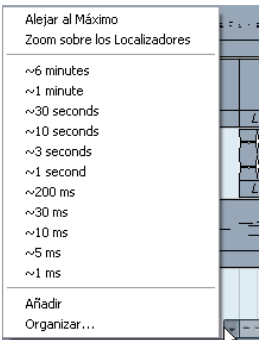 Alejar al Máximo
Zoom sobre los Localizadores
~6 minutes
~1 minute
~30 seconds
~10 seconds
~3 seconds
~1 second
~200 ms
~30 ms
~10 ms
~5 ms
~1 ms
Añadir
Organizar...
L
L